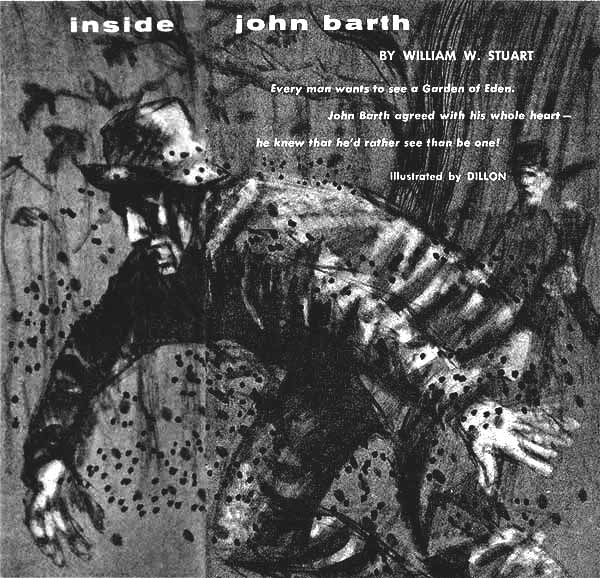 inside john barth
BY WILLIAM W. STUART
Every man wants to see a Garden of Eden.
John Barth agreed with his whole heart—
he knew that he'd rather see than be one!
Illustrated by DILLON